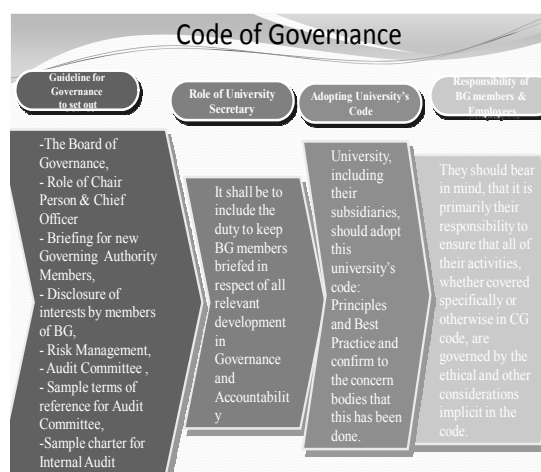 Code of Governance
Guideline for
Governance
to set out
-The Board of
Governance,
- Role of Chair
Person & Chief
Officer
- Briefing for new
Governing Authority
Members,
- Disclosure of
interests by members
of BG,
- Risk Management,
- Audit Committee ,
- Sample terms of
reference for Audit
Committee,
-Sample charter for
Internal Audit
Role of University
Secretary
It shall be to
include the
duty to keep
BG members
briefed in
respect of all
relevant
development
in
Governance
and
Accountabilit
y
Adopting University's
Code
University,
including
their
subsidiaries,
should adopt
this
university's
code:
Principles
and Best
Practice and
confirm to
the concern
bodies that
this has been
done.
Responsibility of
BG members &
Employees
They should bear
in mind, that it is
primarily their
responsibility to
ensure that all of
their activities,
whether covered
specifically or
otherwise in CG
code, are
governed by the
ethical and other
considerations
implicit in the
code.